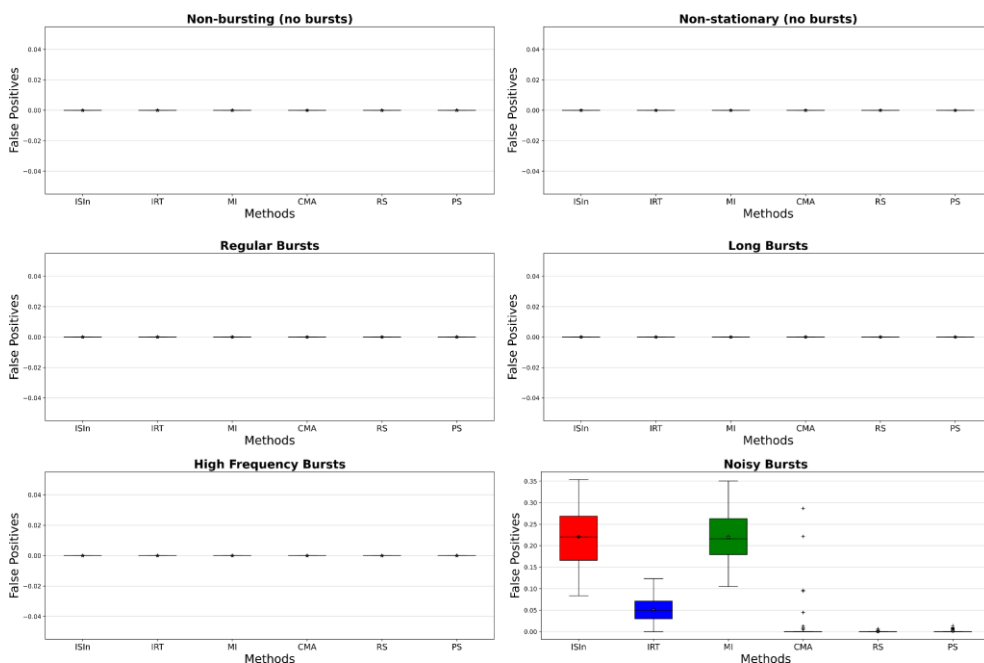 Non-bursting (no bursts)
False Positives
0.04
0.02
0.00
−0.02
−0.04
ISIn IRT MI CMA RS PS
Methods
Non-stationary (no bursts)
False Positives
0.04
0.02
0.00
−0.02
−0.04
ISIn IRT MI CMA RS PS
Methods
Regular Bursts
False Positives
0.04
0.02
0.00
−0.02
−0.04
ISIn IRT MI CMA RS PS
Methods
Long Bursts
False Positives
0.04
0.02
0.00
−0.02
−0.04
ISIn IRT MI CMA RS PS
Methods
High Frequency Bursts
False Positives
0.04
0.02
0.00
−0.02
−0.04
ISIn IRT MI CMA RS PS
Methods
Noisy Bursts
False Positives
0.35
0.30
0.25
0.20
0.15
0.10
0.05
0.00
ISIn IRT MI CMA RS PS
Methods